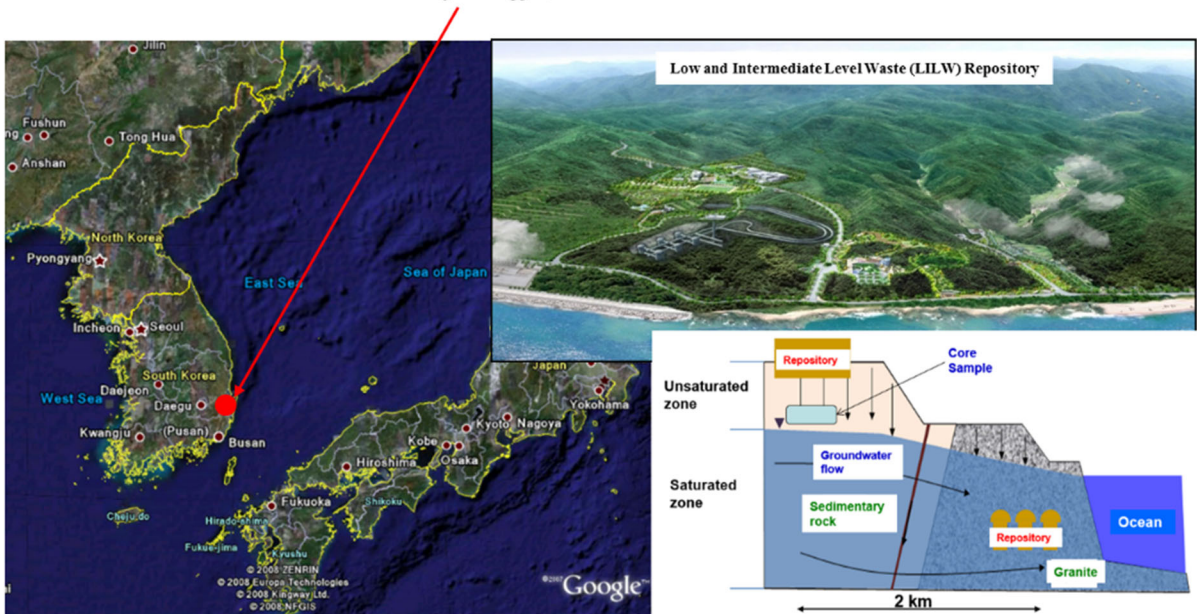 Low and Intermediate Level Waste (LILW) Repository
Jilin
Fushun
Tong Hua
Anshan
North Korea
Pyongyang
East Sea
Sea of Japan
Incheon
Seoul
South Korea
Daejeon
West Sea
Daegu
Kwangju
(Pusan)
Busan
Cheju do
Japan
Yokohama
Kyoto
Nagoya
Kobe
Osaka
Hiroshima
Fukuoka
Shikoku
Hirado-shima
Fukue-jima
Kyushu
© 2008 ZENRIN
© 2008 Europa Technologies
© 2008 Kingway Ltd.
© 2008 NFGIS
Google
Repository
Core
Sample
Unsaturated
zone
Groundwater
flow
Saturated
zone
Sedimentary
rock
Ocean
Repository
Granite
2 km